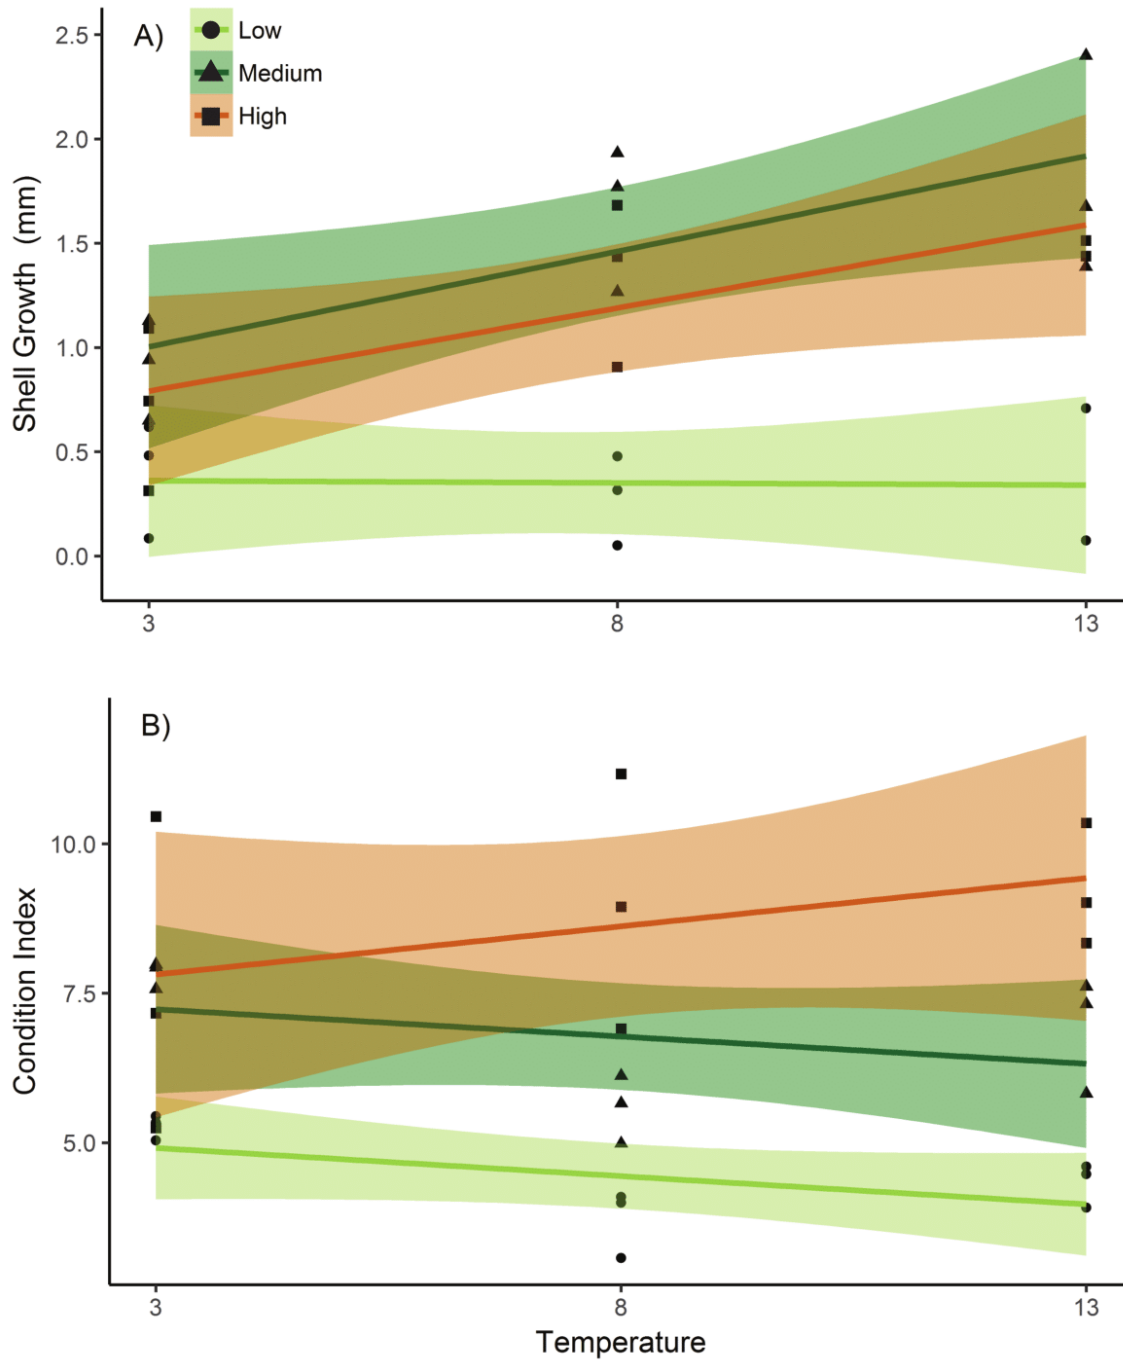 A)
Low
Medium
High
2.5
2.0
1.5
1.0
0.5
0.0
Shell Growth (mm)
3 8 13
B)
10.0
7.5
5.0
Condition Index
3 8 13
Temperature